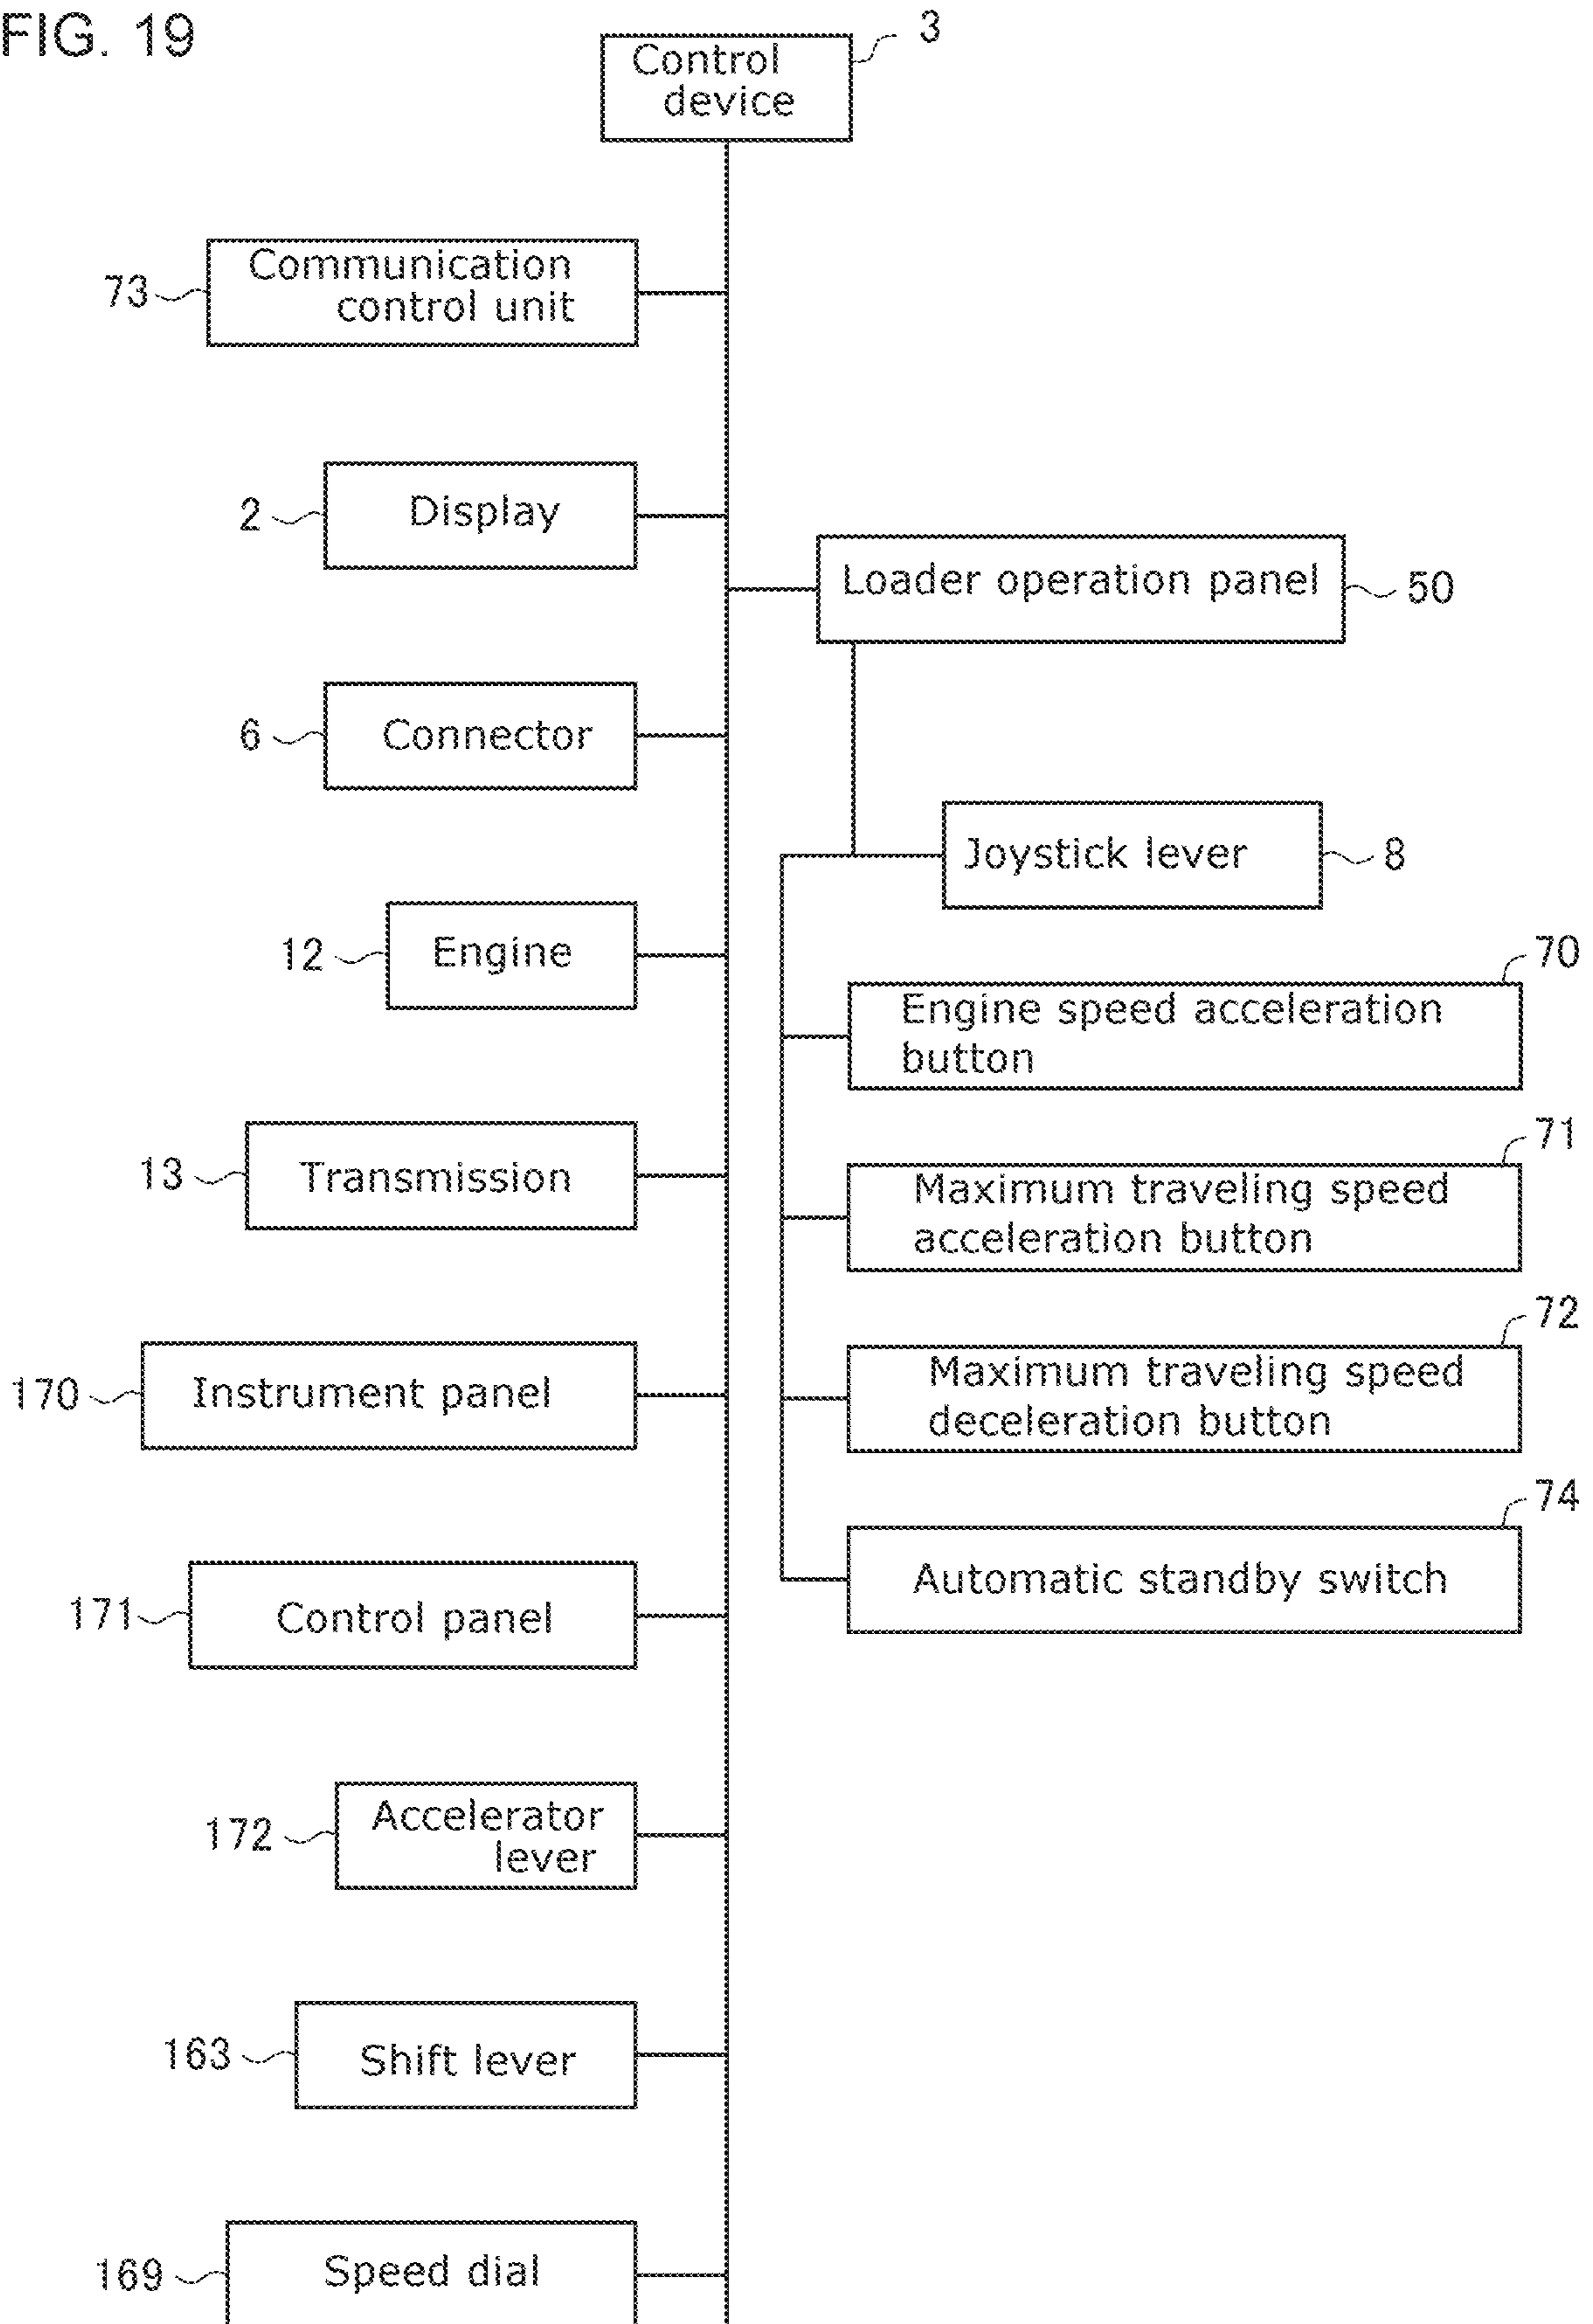 FIG. 19
3
Control
device
73
Communication
control unit
2
Display
Loader operation panel
50
6
Connector
Joystick lever
8
12
Engine
70
Engine speed acceleration
button
13
Transmission
71
Maximum traveling speed
acceleration button
170
Instrument panel
72
Maximum traveling speed
deceleration button
74
Automatic standby switch
171
Control panel
172
Accelerator
lever
163
Shift lever
169
Speed dial